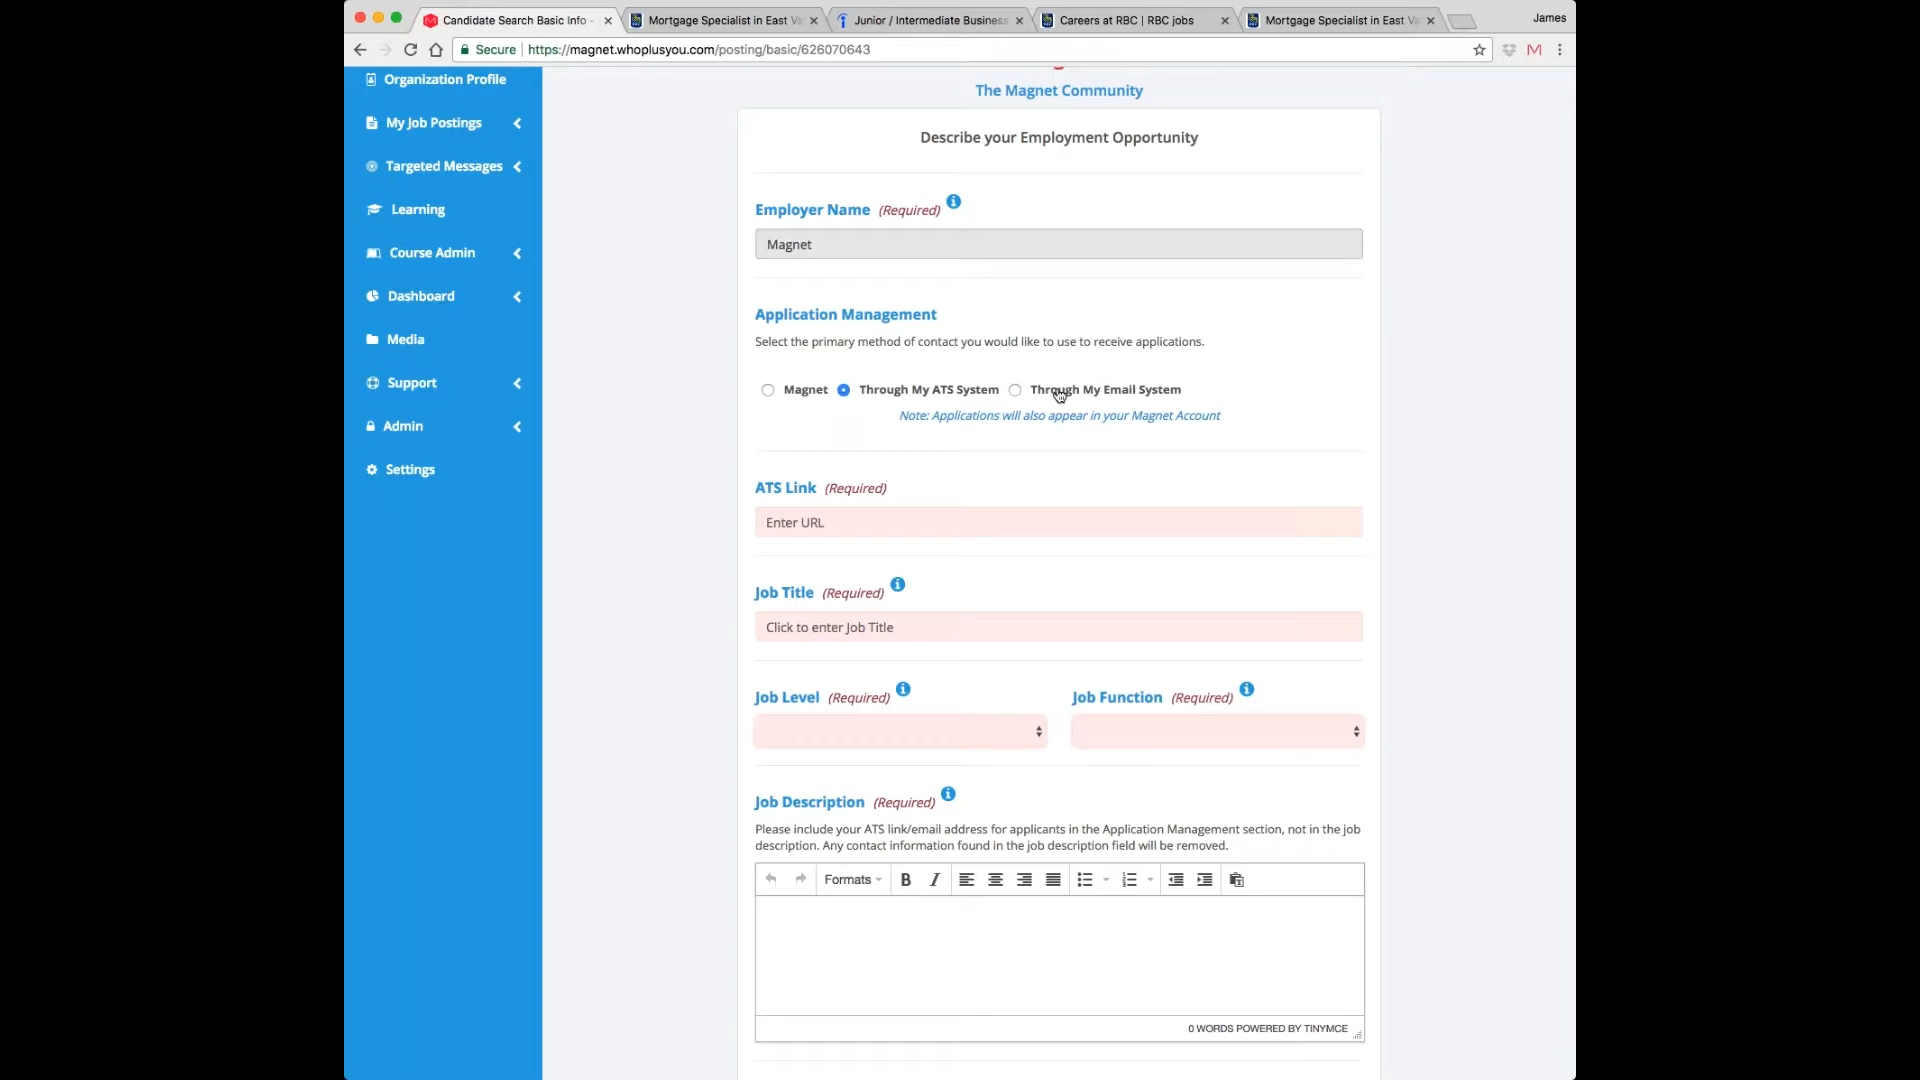 Candidate Search Basic Info -
Mortgage Specialist in East Va
Junior / Intermediate Business
Careers at RBC | RBC jobs
Mortgage Specialist in East Va
James
Secure | https://magnet.whoplusyou.com/posting/basic/626070643
Organization Profile
My Job Postings
Targeted Messages
Learning
Course Admin
Dashboard
Media
Support
Admin
Settings
The Magnet Community
Describe your Employment Opportunity
Employer Name (Required)
Magnet
Application Management
Select the primary method of contact you would like to use to receive applications.
Magnet Through My ATS System Through My Email System
Note: Applications will also appear in your Magnet Account
ATS Link (Required)
Enter URL
Job Title (Required)
Click to enter Job Title
Job Level (Required) Job Function (Required)
Job Description (Required)
Please include your ATS link/email address for applicants in the Application Management section, not in the job
description. Any contact information found in the job description field will be removed.
Formats B I
0 WORDS POWERED BY TINYMCE